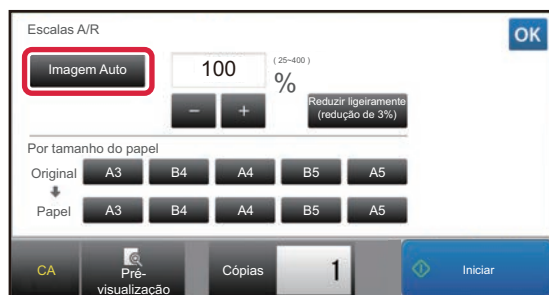 Escalas A/R
OK
Imagem Auto
100
(25~400)
%
Reduzir ligeiramente
(redução de 3%)
- +
Por tamanho do papel
Original A3 B4 A4 B5 A5
Papel A3 B4 A4 B5 A5
CA
Pré-
visualização
Cópias
1
Iniciar